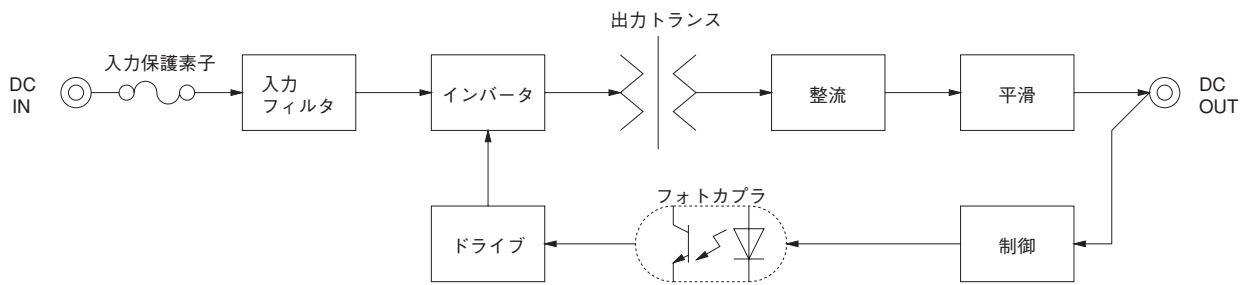 出力トランス
入力保護素子
DC
IN
入力
フィルタ
インバータ
整流
平滑
DC
OUT
フォトカプラ
ドライブ
制御